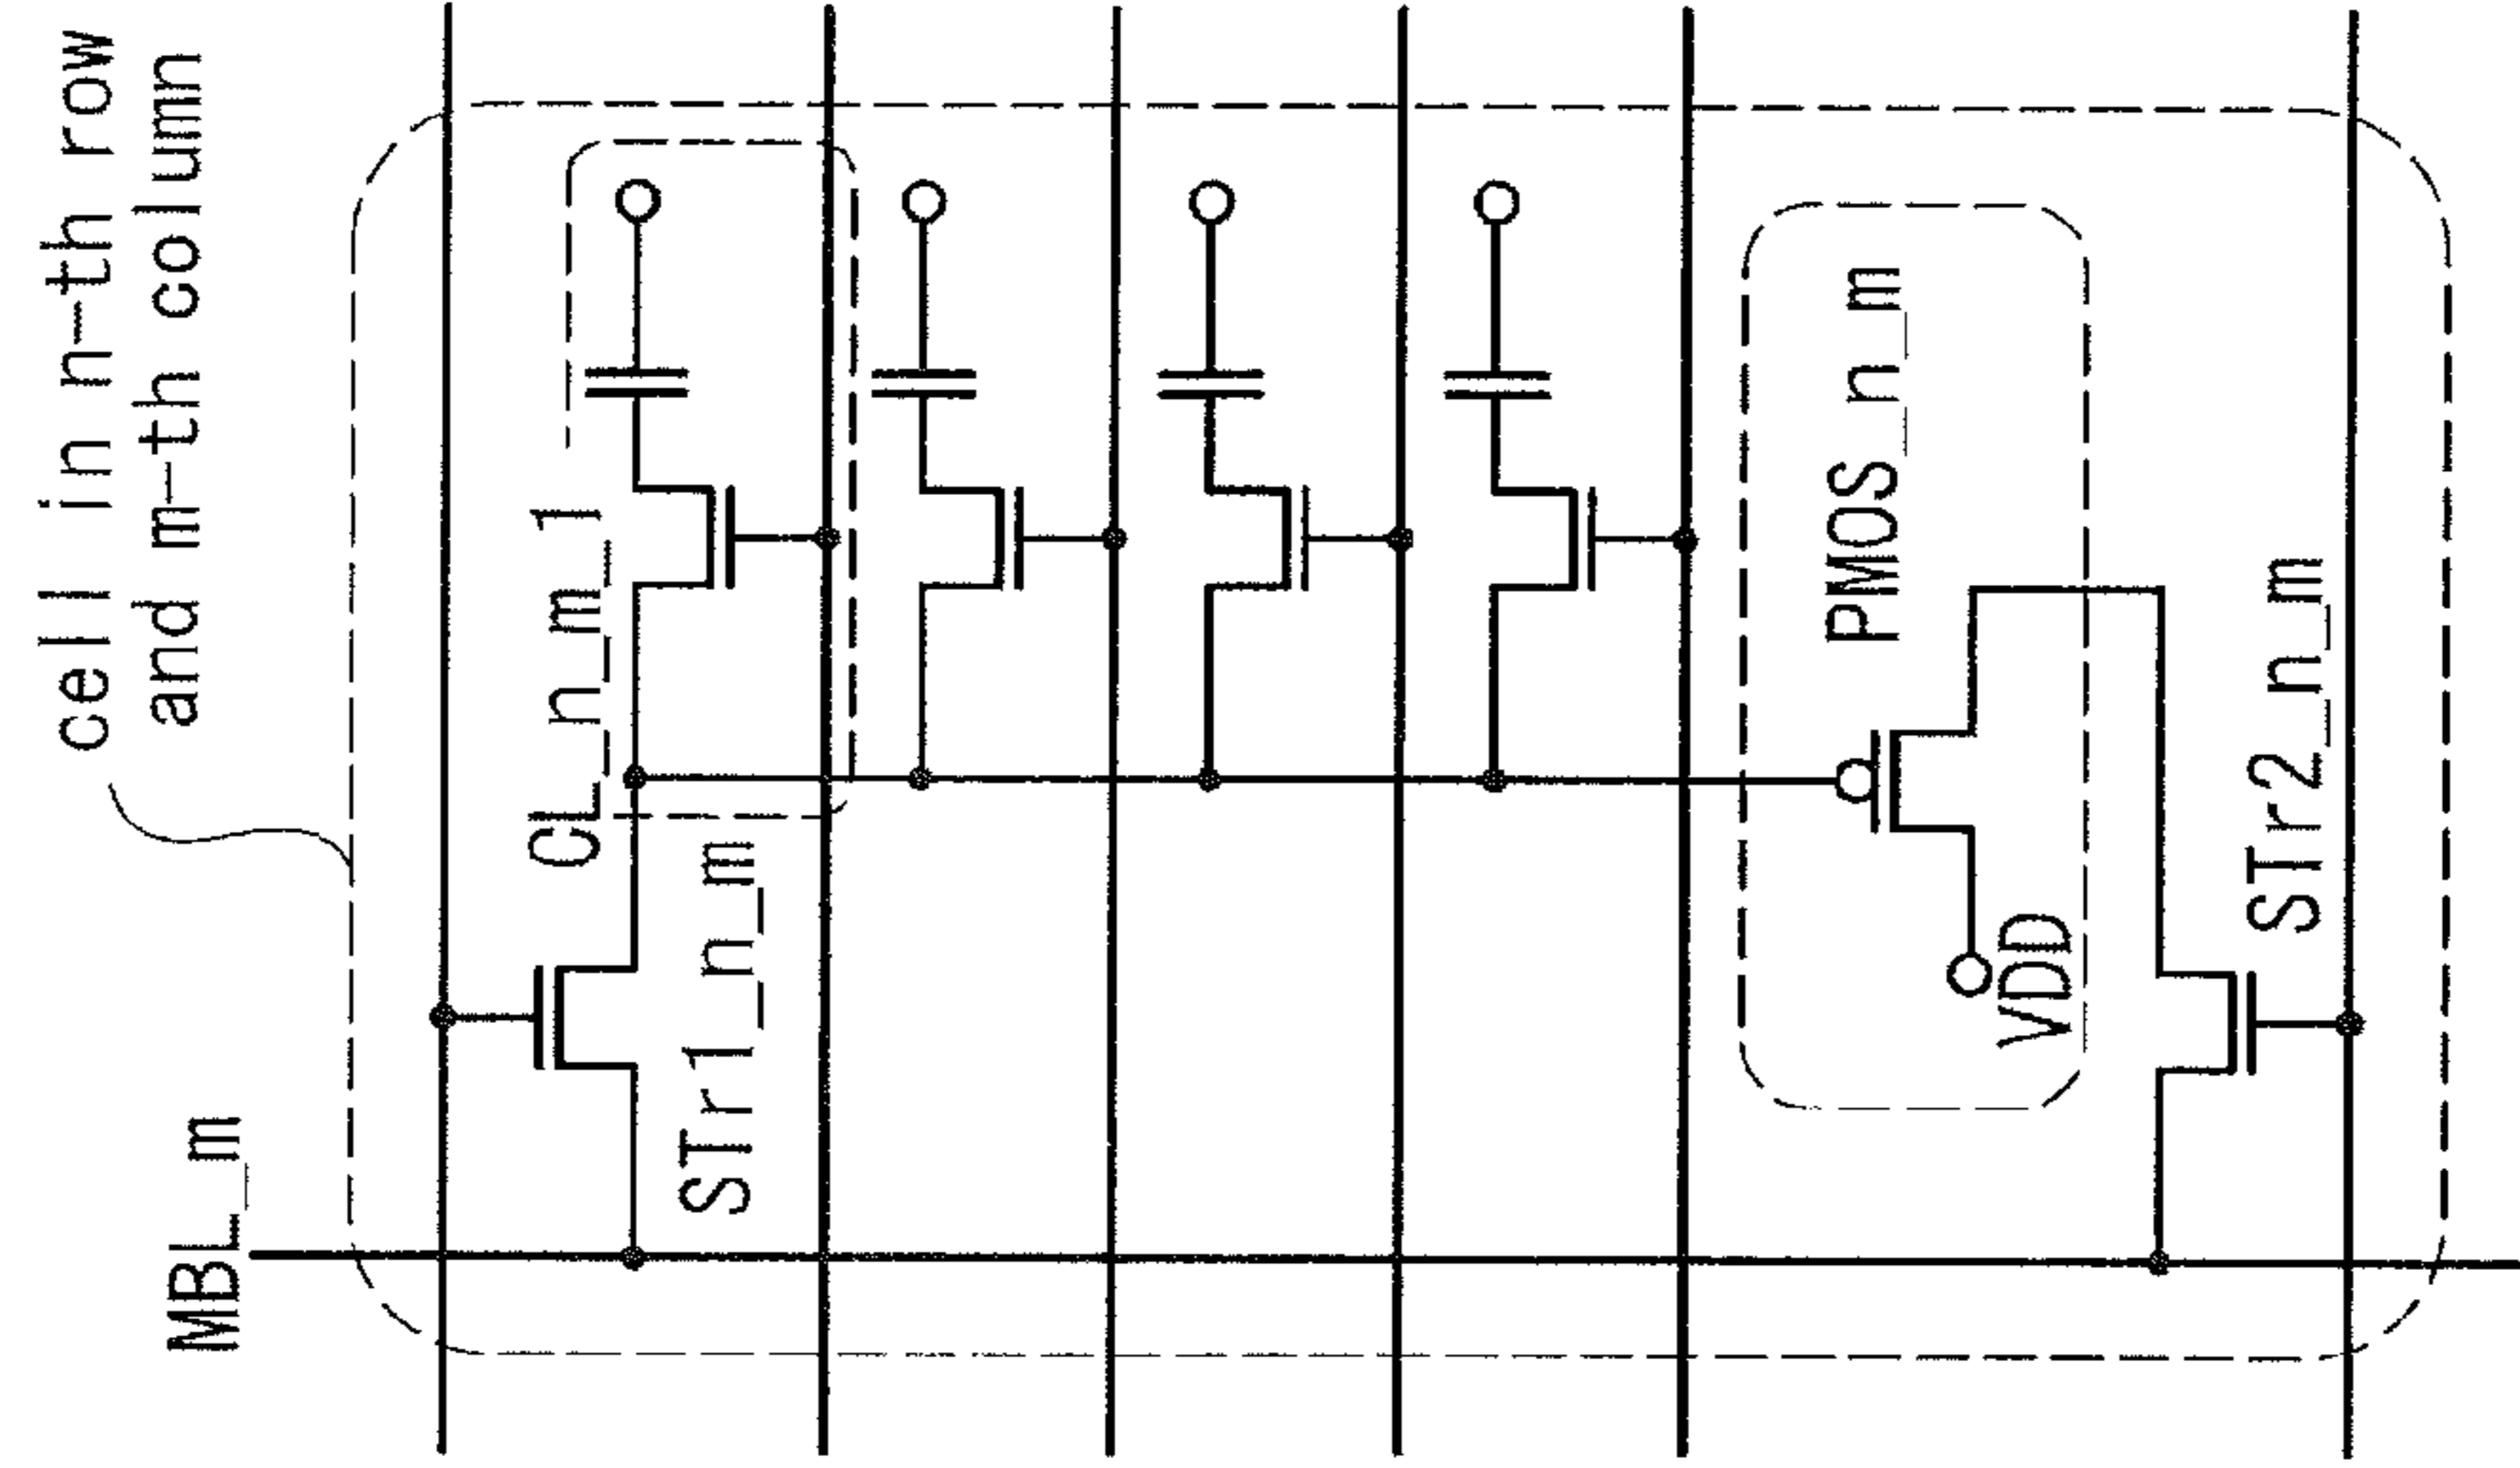 cell in n-th row
and m-th column
MBL_m
CL_n_m_1
STr1_n_m
PMOS_n_m
VDD
STr2_n_m